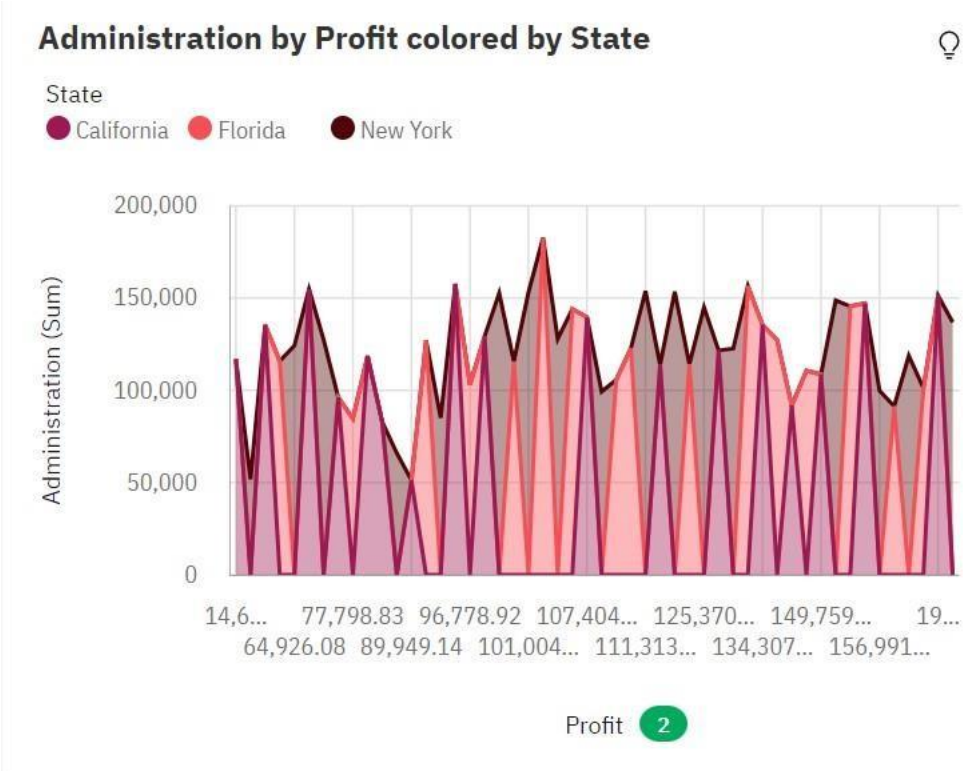 Administration by Profit colored by State
State
California Florida New York
200,000
150,000
100,000
50,000
0
Administration (Sum)
14,6... 77,798.83 96,778.92 107,404... 125,370... 149,759... 19...
64,926.08 89,949.14 101,004... 111,313... 134,307... 156,991...
Profit 2